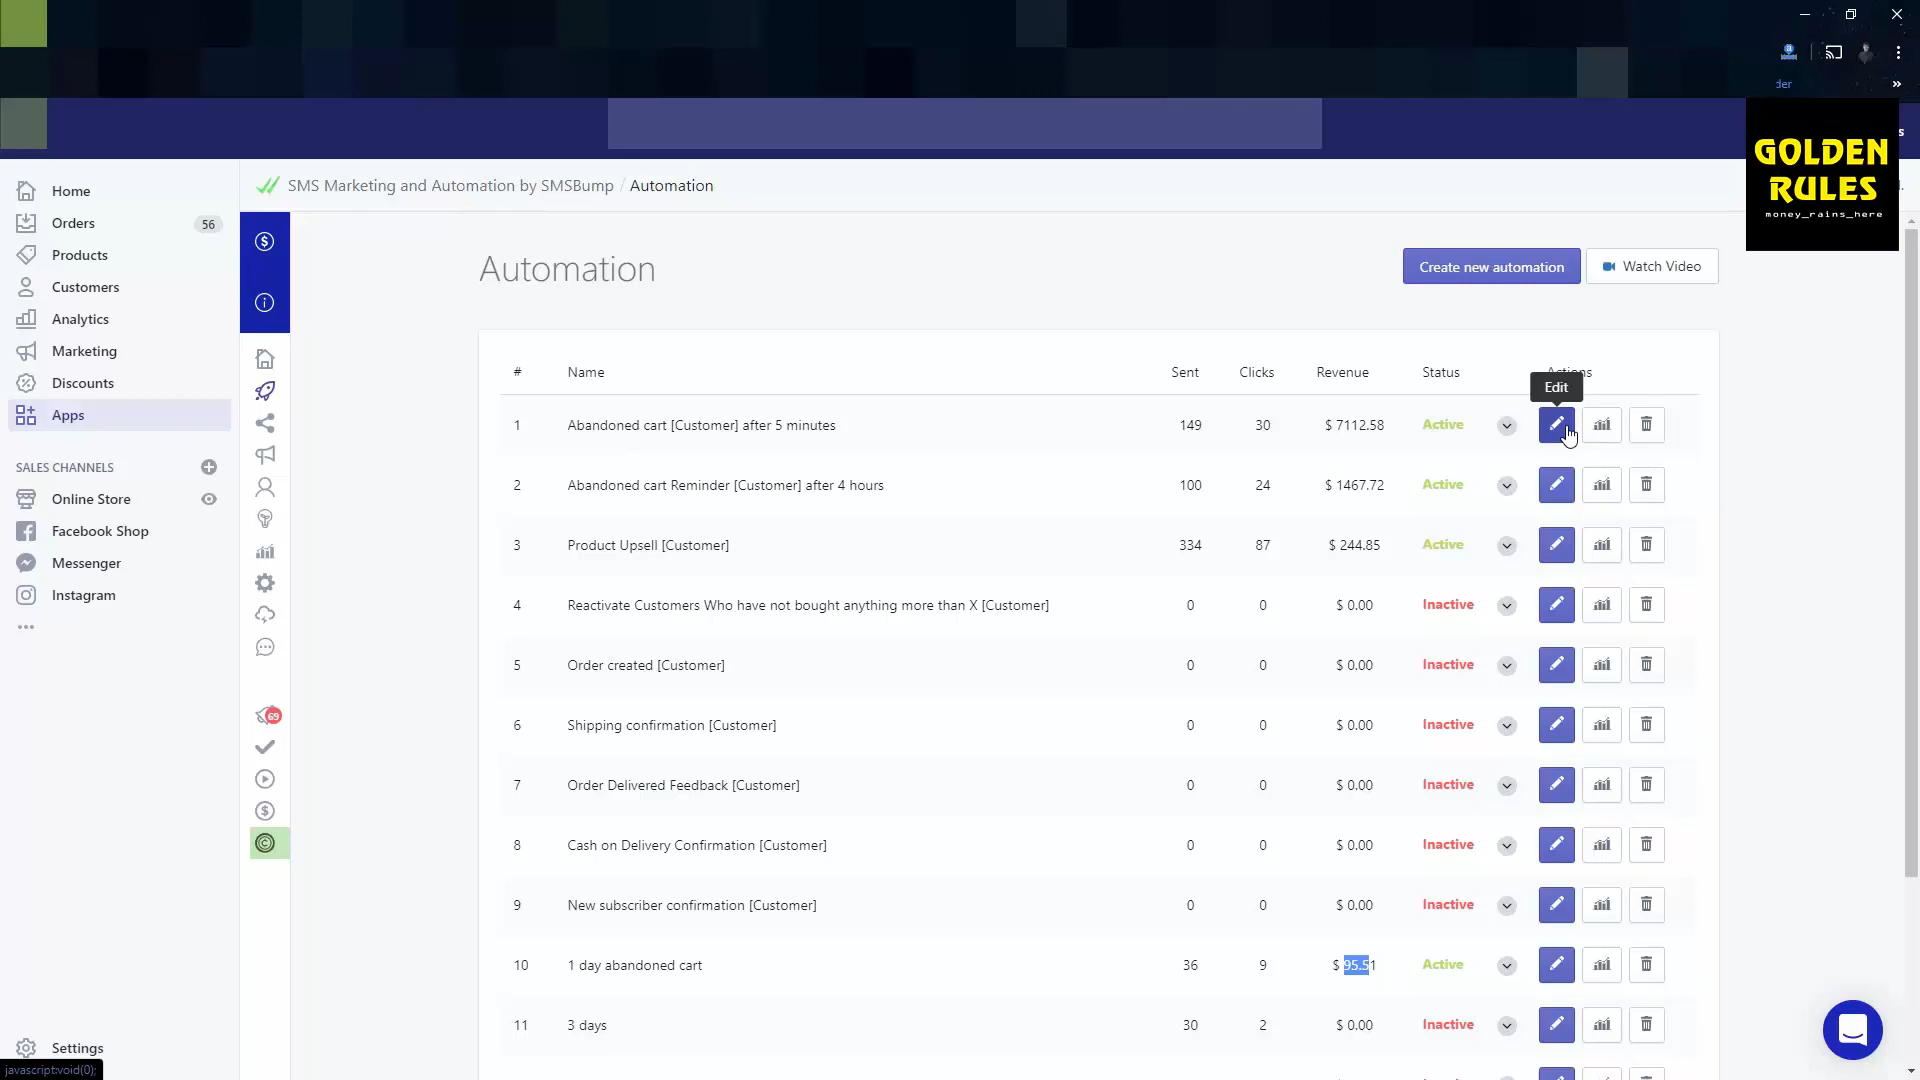 der
»
GOLDEN
RULES
money_rains_here
Home
Orders 56
Products
Customers
Analytics
Marketing
Discounts
Apps
SALES CHANNELS
Online Store
Facebook Shop
Messenger
Instagram
Settings
javascript:void(0);
69
SMS Marketing and Automation by SMSBump / Automation
Automation
Create new automation
Watch Video
# Name Sent Clicks Revenue Status Actions
Edit
1 Abandoned cart [Customer] after 5 minutes 149 30 $ 7112.58 Active
2 Abandoned cart Reminder [Customer] after 4 hours 100 24 $ 1467.72 Active
3 Product Upsell [Customer] 334 87 $ 244.85 Active
4 Reactivate Customers Who have not bought anything more than X [Customer] 0 0 $ 0.00 Inactive
5 Order created [Customer] 0 0 $ 0.00 Inactive
6 Shipping confirmation [Customer] 0 0 $ 0.00 Inactive
7 Order Delivered Feedback [Customer] 0 0 $ 0.00 Inactive
8 Cash on Delivery Confirmation [Customer] 0 0 $ 0.00 Inactive
9 New subscriber confirmation [Customer] 0 0 $ 0.00 Inactive
10 1 day abandoned cart 36 9 $ 95.51 Active
11 3 days 30 2 $ 0.00 Inactive